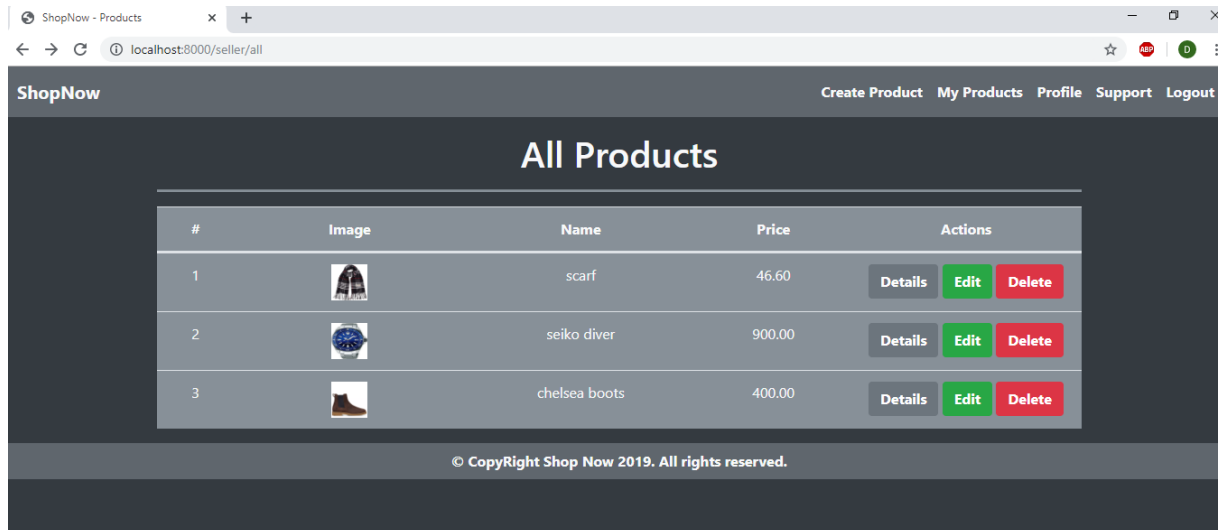 ShopNow - Products
localhost:8000/seller/all
ABP
D
ShopNow Create Product My Products Profile Support Logout
All Products
# Image Name Price Actions
1 scarf 46.60 Details Edit Delete
2 seiko diver 900.00 Details Edit Delete
3 chelsea boots 400.00 Details Edit Delete
© CopyRight Shop Now 2019. All rights reserved.